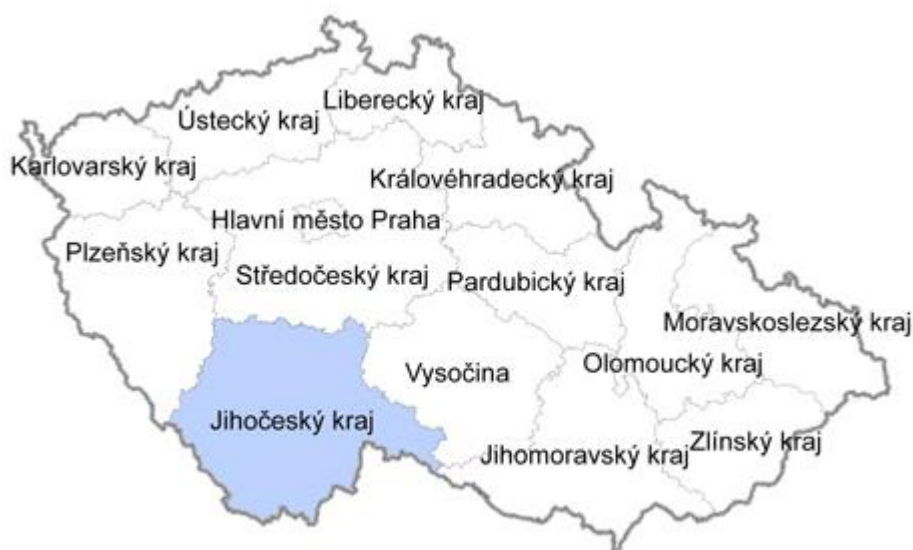 Liberecký kraj
Ústecký kraj
Karlovarský kraj
Královéhradecký kraj
Hlavní město Praha
Plzeňský kraj
Středočeský kraj
Pardubický kraj
Moravskoslezský kraj
Olomoucký kraj
Vysočina
Jihočeský kraj
Zlínský kraj
Jihomoravský kraj